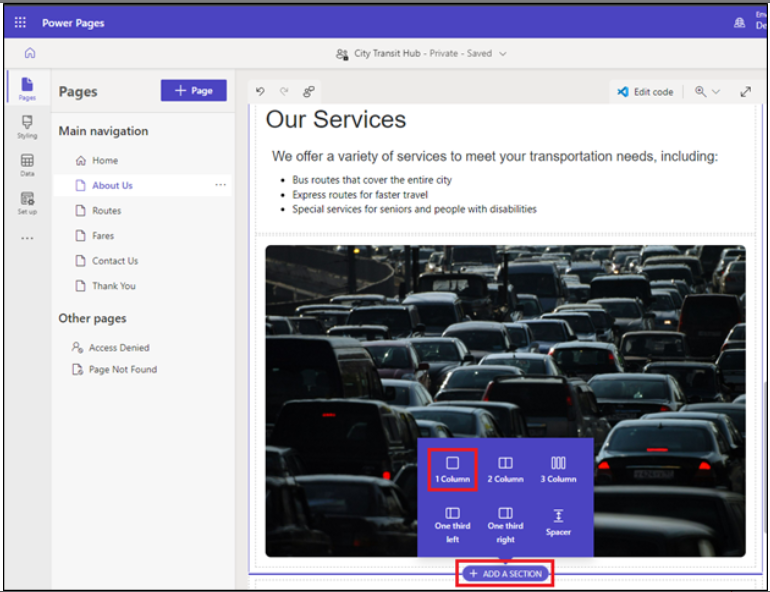 Power Pages
En
De
City Transit Hub - Private - Saved
Pages
Styling
Data
Set up
Pages
+ Page
Main navigation
Home
About Us
Routes
Fares
Contact Us
Thank You
Other pages
Access Denied
Page Not Found
Edit code
Our Services
We offer a variety of services to meet your transportation needs, including:
• Bus routes that cover the entire city
• Express routes for faster travel
• Special services for seniors and people with disabilities
1 Column
2 Column
3 Column
One third
left
One third
right
Spacer
+ ADD A SECTION